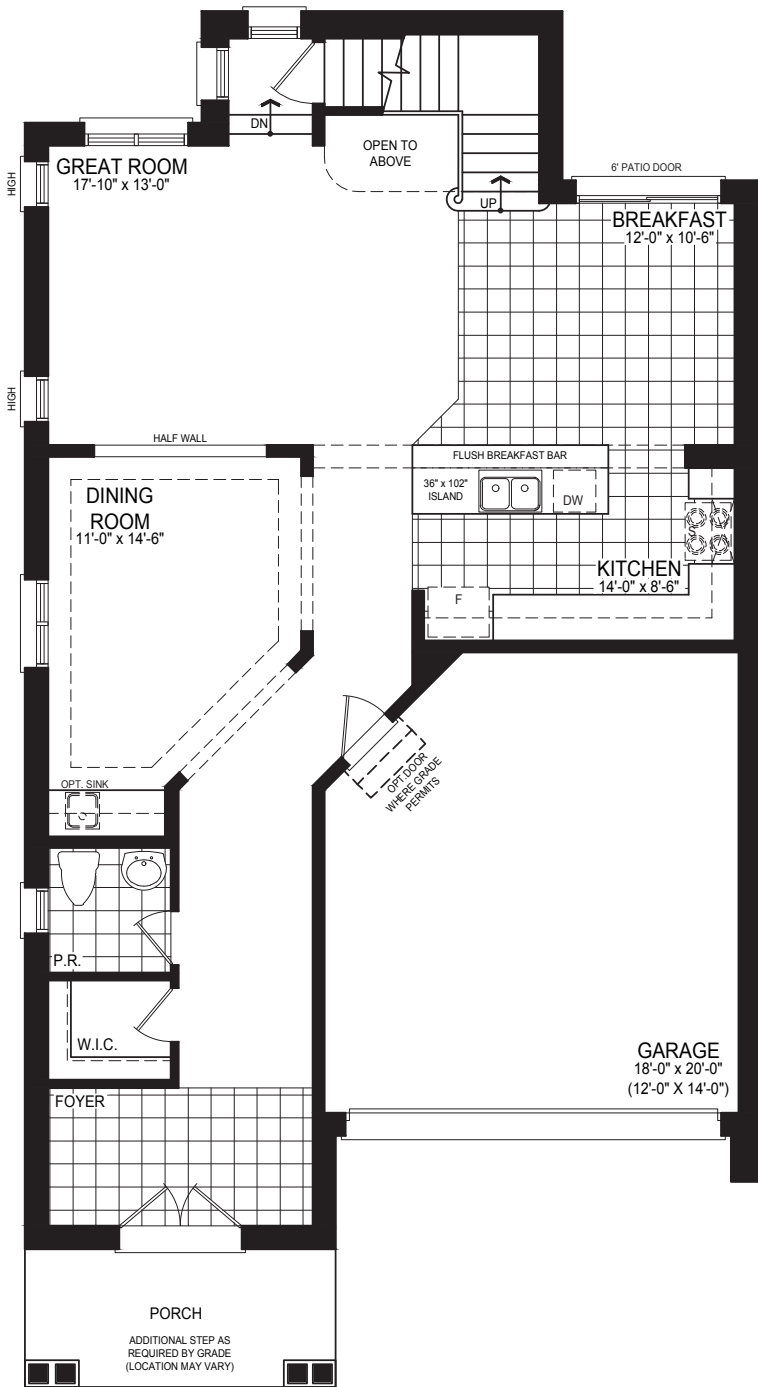 DN
OPEN TO
ABOVE
UP
6' PATIO DOOR
GREAT ROOM
17'-10" x 13'-0"
HIGH
BREAKFAST
12'-0" x 10'-6"
HIGH
HALF WALL
FLUSH BREAKFAST BAR
36" x 102"
ISLAND
DW
DINING
ROOM
11'-0" x 14'-6"
S
KITCHEN
14'-0" x 8'-6"
F
OPT. DOOR
WHERE GRADE
PERMITS
OPT. SINK
P.R.
W.I.C.
GARAGE
18'-0" x 20'-0"
(12'-0" X 14'-0")
FOYER
PORCH
ADDITIONAL STEP AS
REQUIRED BY GRADE
(LOCATION MAY VARY)